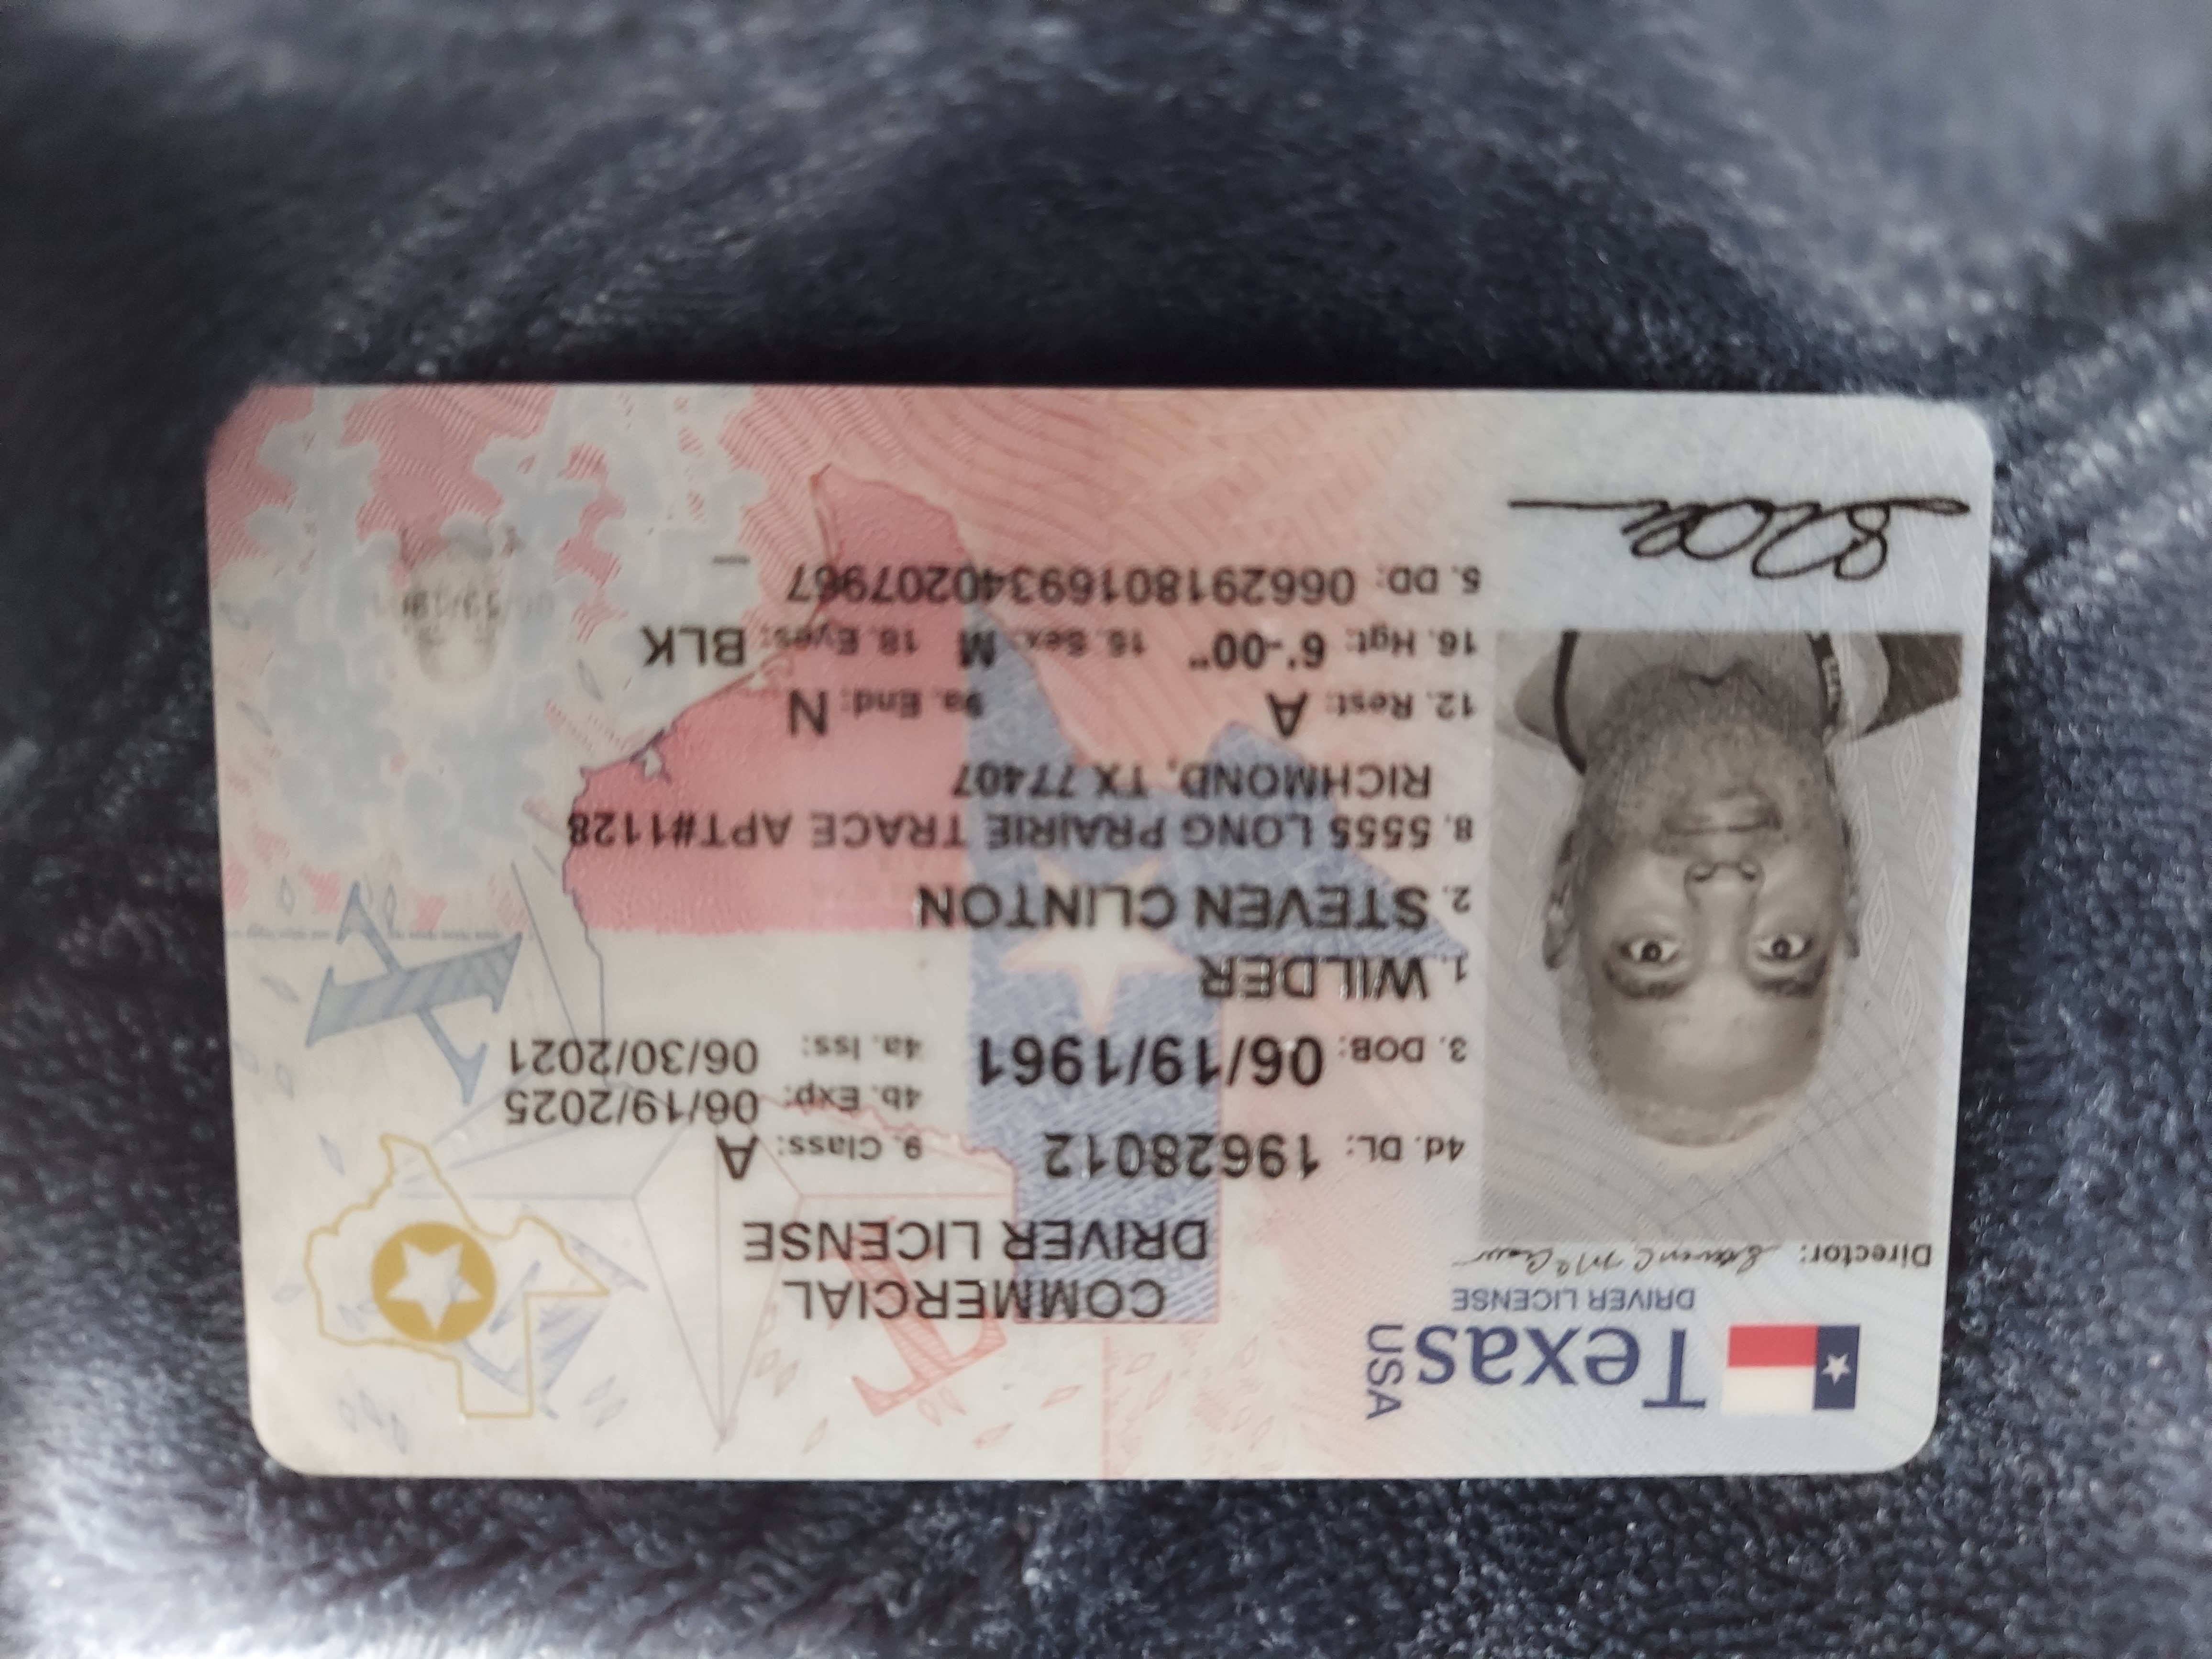 Texas
USA
DRIVER LICENSE
Director: Steven C. McCraw
COMMERCIAL
DRIVER LICENSE
4d. DL: 19628012 9. Class: A
4b. Exp: 06/19/2025
3. DOB: 06/19/1961 4a. Iss: 06/30/2021
1. WILDER
2. STEVEN CLINTON
8. 5555 LONG PRAIRIE TRACE APT#1128
RICHMOND, TX 77407
12. Rest: A 9a. End: N
16. Hgt: 6'-00" 15. Sex: M 18. Eyes: BLK
5. DD: 06629180169340207967